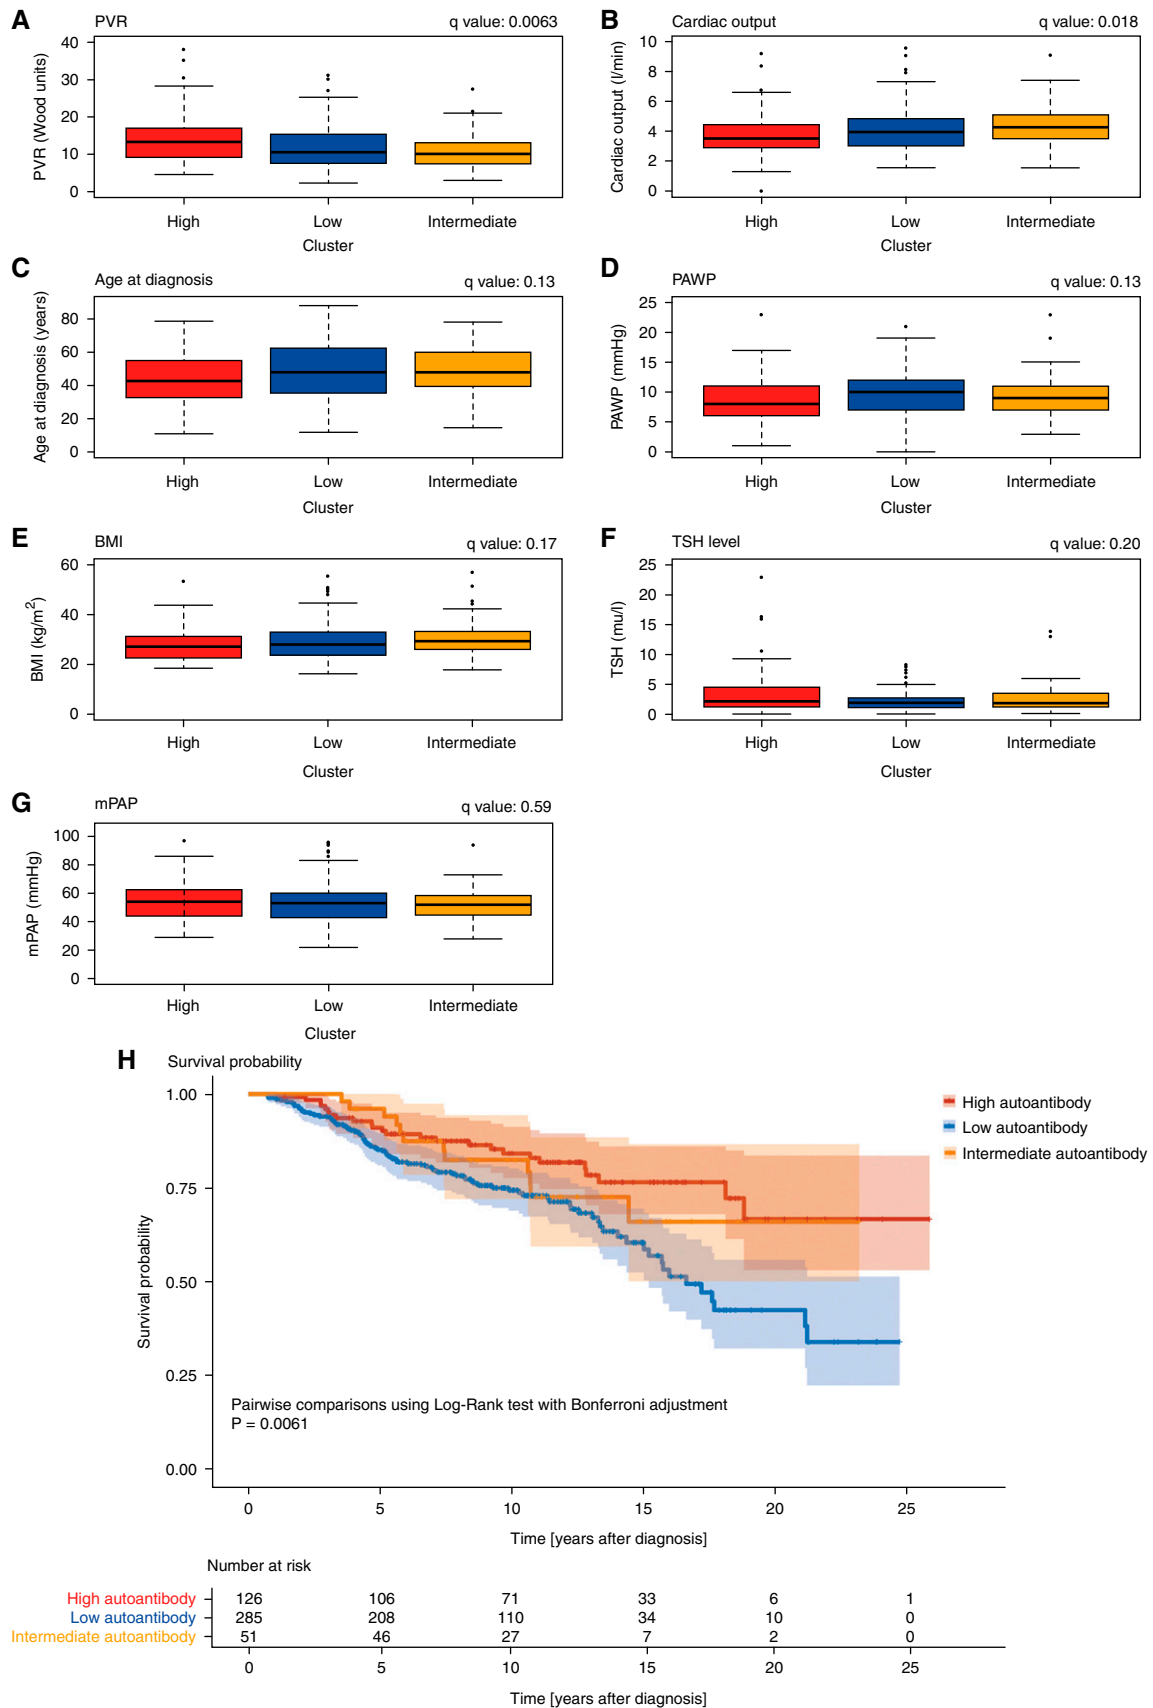 A PVR q value: 0.0063
PVR (Wood units)
40
30
20
10
0
High Low Intermediate
Cluster
B Cardiac output q value: 0.018
Cardiac output (l/min)
10
8
6
4
2
0
High Low Intermediate
Cluster
C Age at diagnosis q value: 0.13
Age at diagnosis (years)
80
60
40
20
0
High Low Intermediate
Cluster
D PAWP q value: 0.13
PAWP (mmHg)
25
20
15
10
5
0
High Low Intermediate
Cluster
E BMI q value: 0.17
BMI (kg/m²)
60
40
20
0
High Low Intermediate
Cluster
F TSH level q value: 0.20
TSH (mu/l)
25
20
15
10
5
0
High Low Intermediate
Cluster
G mPAP q value: 0.59
mPAP (mmHg)
100
80
60
40
20
0
High Low Intermediate
Cluster
H Survival probability
Survival probability
1.00
0.75
0.50
0.25
0.00
High autoantibody
Low autoantibody
Intermediate autoantibody
Pairwise comparisons using Log-Rank test with Bonferroni adjustment
P = 0.0061
0 5 10 15 20 25
Time [years after diagnosis]
Number at risk
High autoantibody 126 106 71 33 6 1
Low autoantibody 285 208 110 34 10 0
Intermediate autoantibody 51 46 27 7 2 0
0 5 10 15 20 25
Time [years after diagnosis]